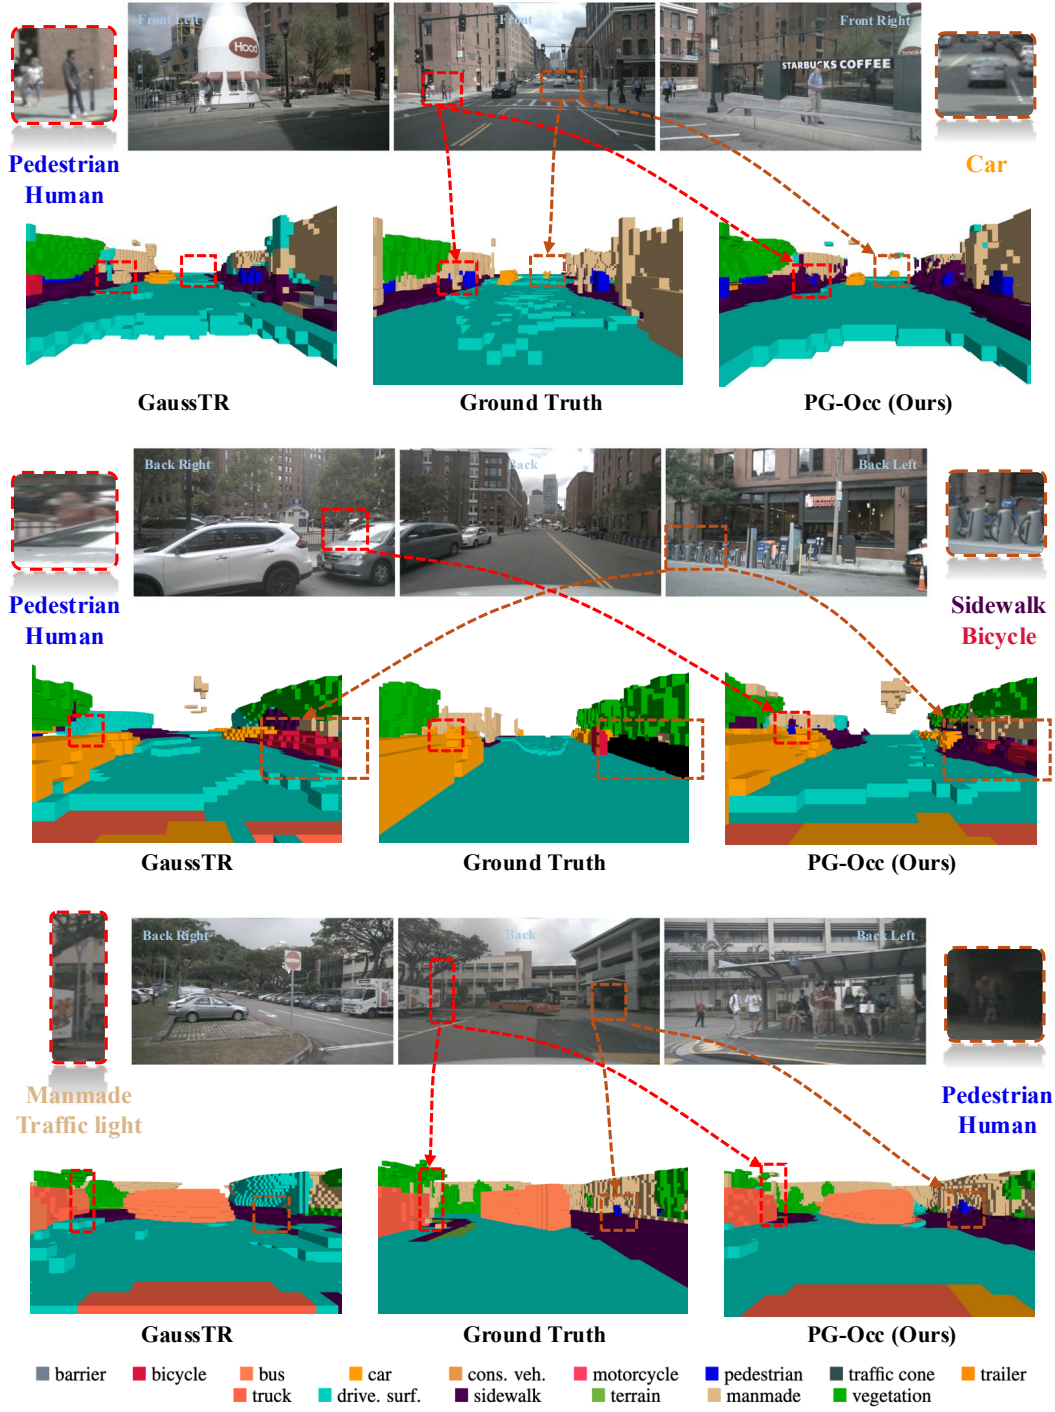 Front Left
Front
Front Right
Hood
STARBUCKS COFFEE
Pedestrian
Human
Car
GaussTR
Ground Truth
PG-Occ (Ours)
Back Right
Back
Back Left
DUNKIN'
DONUTS
Pedestrian
Human
Sidewalk
Bicycle
GaussTR
Ground Truth
PG-Occ (Ours)
Back Right
Back
Back Left
Manmade
Traffic light
Pedestrian
Human
GaussTR
Ground Truth
PG-Occ (Ours)
barrier bicycle bus car cons. veh. motorcycle pedestrian traffic cone trailer
truck drive. surf. sidewalk terrain manmade vegetation